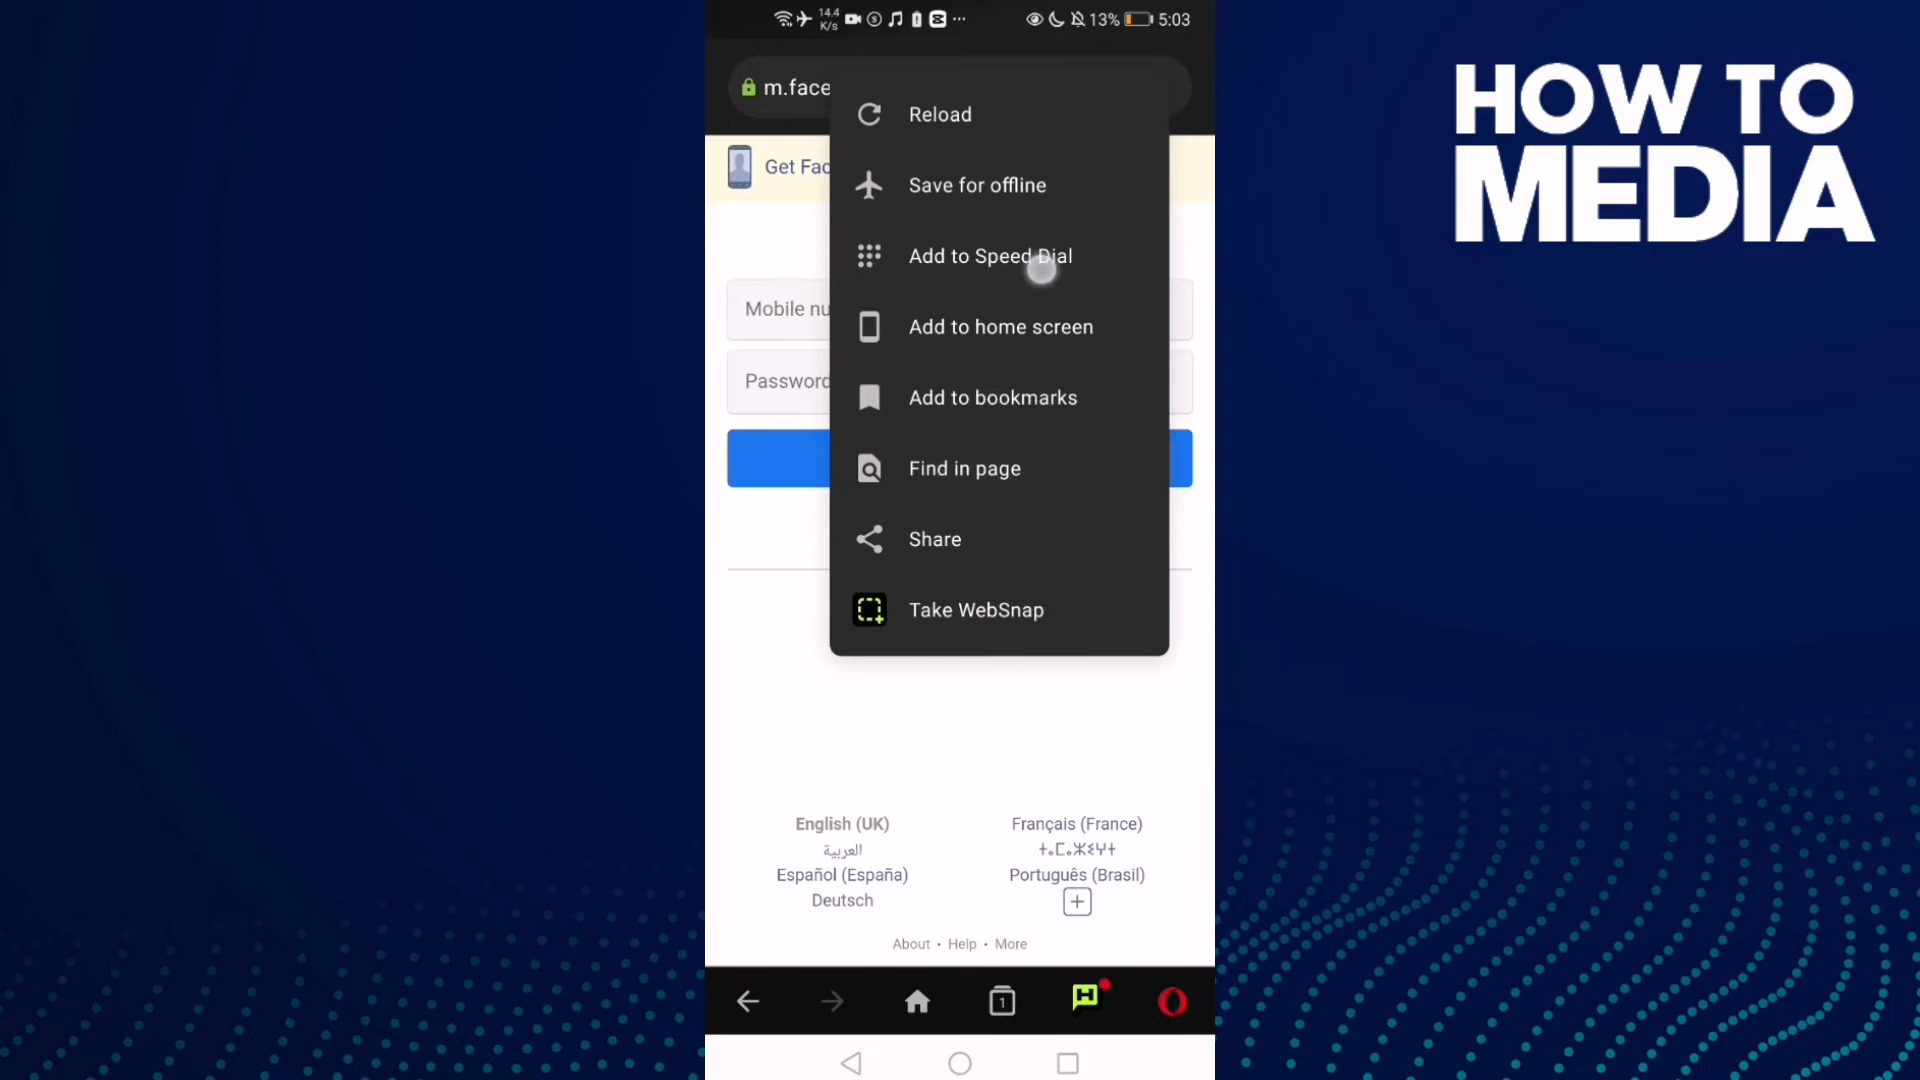 14.4
K/s
13%
5:03
HOW TO
MEDIA
m.face
Reload
Get Fac
Save for offline
Add to Speed Dial
Mobile nu
Add to home screen
Password
Add to bookmarks
Find in page
Share
Take WebSnap
English (UK)
Français (France)
العربية
ⵜⴰⵎⴰⵣⵉⵖⵜ
Español (España)
Português (Brasil)
Deutsch
About • Help • More
1